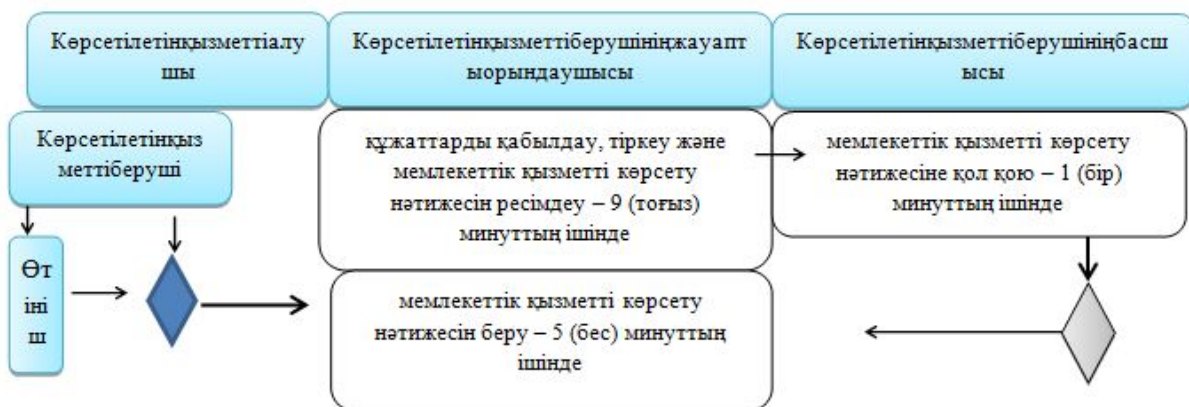 Көрсетілетінқызметтіалу
шы
Көрсетілетінқызметтіберушініңжауапт
ыорындаушысы
Көрсетілетінқызметтіберушініңбасш
ысы
Көрсетілетінқыз
меттіберуші
құжаттарды қабылдау, тіркеу және
мемлекеттік қызметті көрсету
нәтижесін ресімдеу – 9 (тоғыз)
минуттың ішінде
мемлекеттік қызметті көрсету
нәтижесіне қол қою – 1 (бір)
минуттың ішінде
Өт
іні
ш
мемлекеттік қызметті көрсету
нәтижесін беру – 5 (бес) минуттың
ішінде